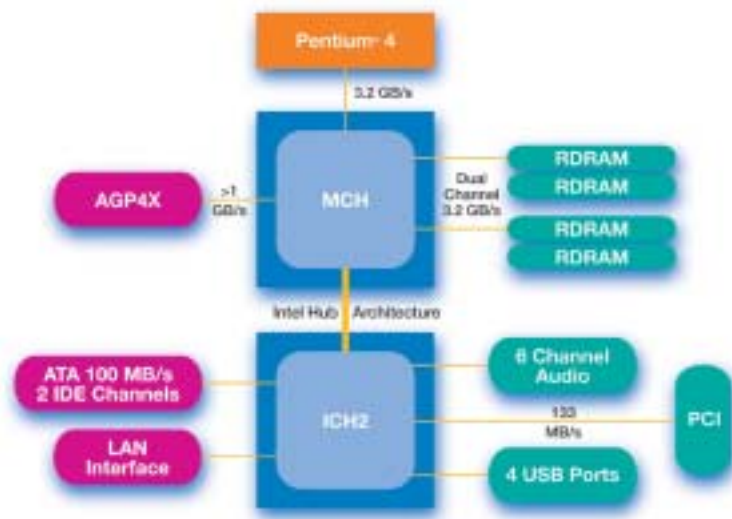 Pentium® 4
3.2 GB/s
MCH
AGP4X
>1
GB/s
Dual
Channel
3.2 GB/s
RDRAM
RDRAM
RDRAM
RDRAM
Intel Hub Architecture
ATA 100 MB/s
2 IDE Channels
LAN
Interface
ICH2
6 Channel
Audio
133
MB/s
PCI
4 USB Ports